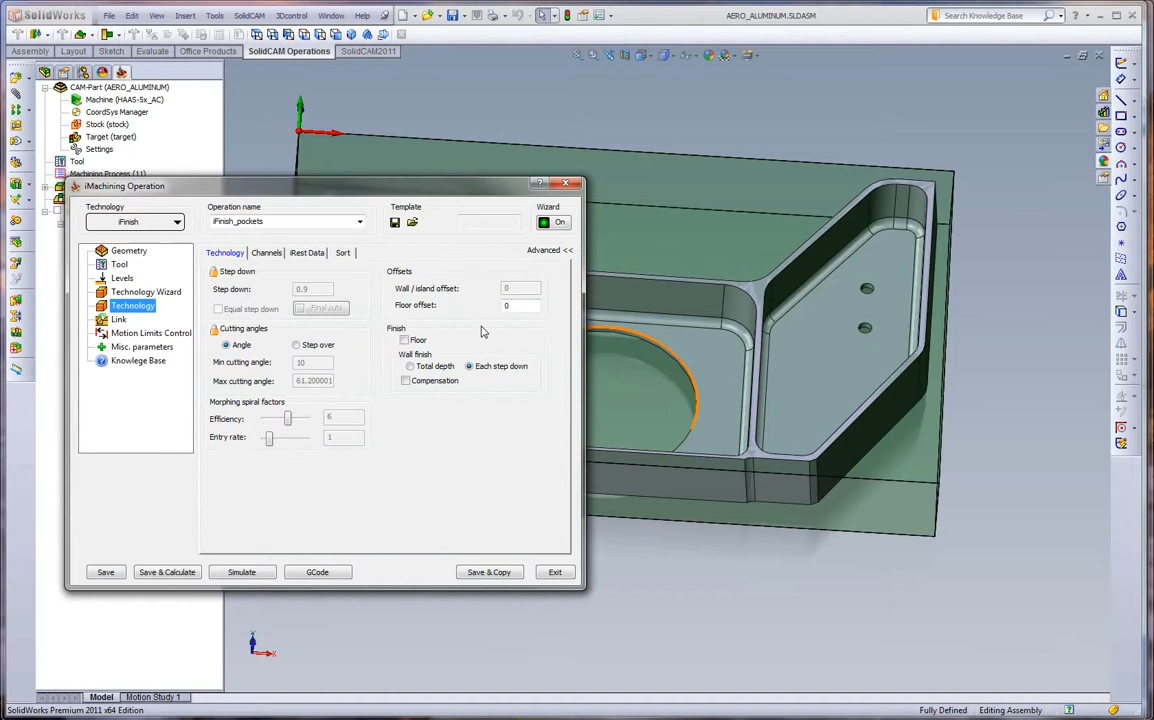 SolidWorks File Edit View Insert Tools SolidCAM 3Dcontrol Window Help AERO_ALUMINUM.SLDASM Search Knowledge Base
Assembly Layout Sketch Evaluate Office Products SolidCAM Operations SolidCAM2011
CAM-Part (AERO_ALUMINUM)
Machine (HAAS-5x_AC)
CoordSys Manager
Stock (stock)
Target (target)
Settings
Tool
Machining Process (11)
iMachining Operation
Technology
iFinish
Operation name
iFinish_pockets
Template
Wizard
On
Geometry
Tool
Levels
Technology Wizard
Technology
Link
Motion Limits Control
Misc. parameters
Knowlege Base
Technology Channels iRest Data Sort
Advanced <<
Step down
Step down: 0.9
Equal step down Final cuts
Cutting angles
Angle Step over
Min cutting angle: 10
Max cutting angle: 61.200001
Morphing spiral factors
Efficiency: 6
Entry rate: 1
Offsets
Wall / island offset: 0
Floor offset: 0
Finish
Floor
Wall finish
Total depth Each step down
Compensation
Save Save & Calculate Simulate GCode Save & Copy Exit
Y
X
Model Motion Study 1
SolidWorks Premium 2011 x64 Edition Fully Defined Editing Assembly